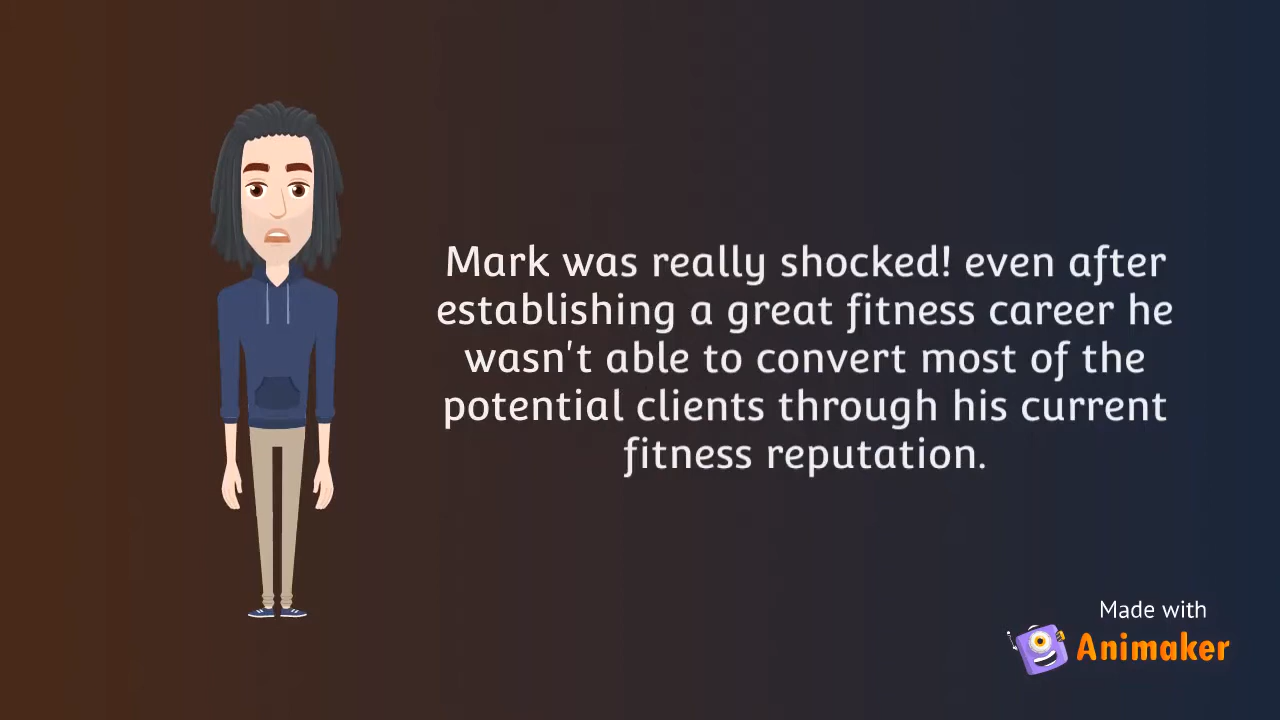 Mark was really shocked! even after
establishing a great fitness career he
wasn't able to convert most of the
potential clients through his current
fitness reputation.
Made with
Animaker